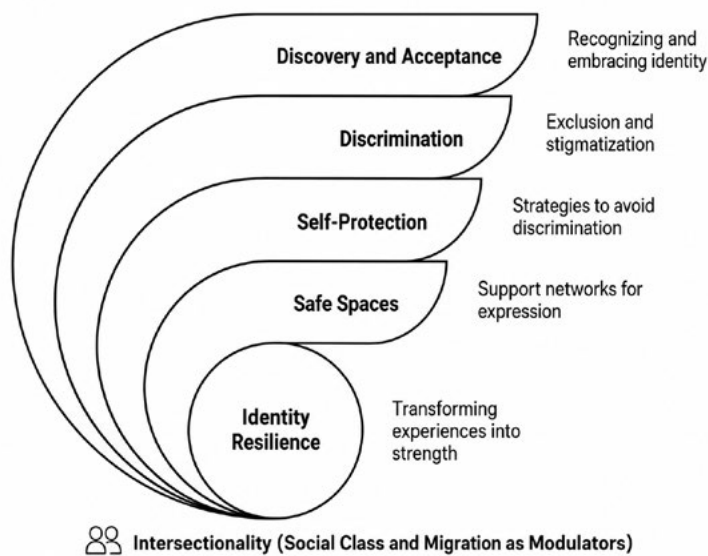 Discovery and Acceptance
Recognizing and
embracing identity
Discrimination
Exclusion and
stigmatization
Self-Protection
Strategies to avoid
discrimination
Safe Spaces
Support networks for
expression
Identity
Resilience
Transforming
experiences into
strength
Intersectionality (Social Class and Migration as Modulators)